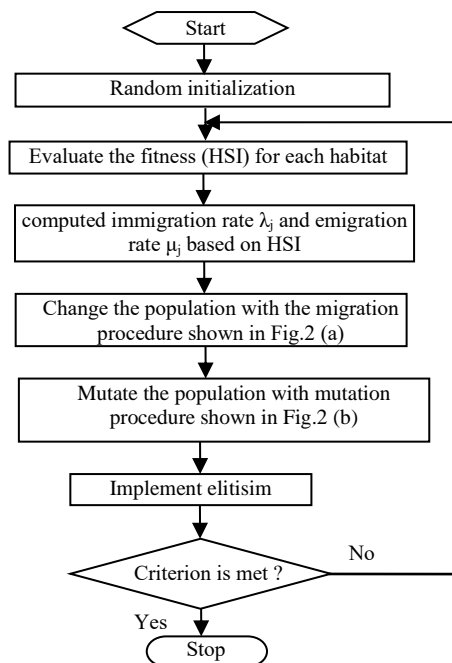 Start
Random initialization
Evaluate the fitness (HSI) for each habitat
computed immigration rate λj and emigration
rate μj based on HSI
Change the population with the migration
procedure shown in Fig.2 (a)
Mutate the population with mutation
procedure shown in Fig.2 (b)
Implement elitisim
Criterion is met ?
No
Yes
Stop